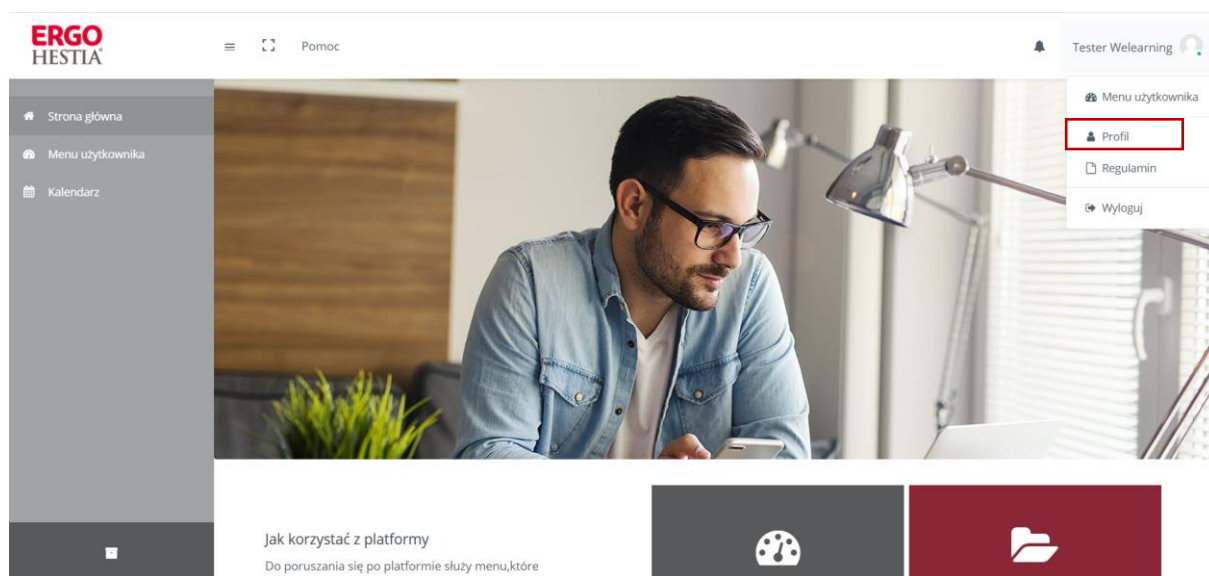 ERGO
HESTIA
Pomoc
Tester Welearning
Menu użytkownika
Profil
Regulamin
Wyloguj
Strona główna
Menu użytkownika
Kalendarz
Jak korzystać z platformy
Do poruszania się po platformie służy menu,które